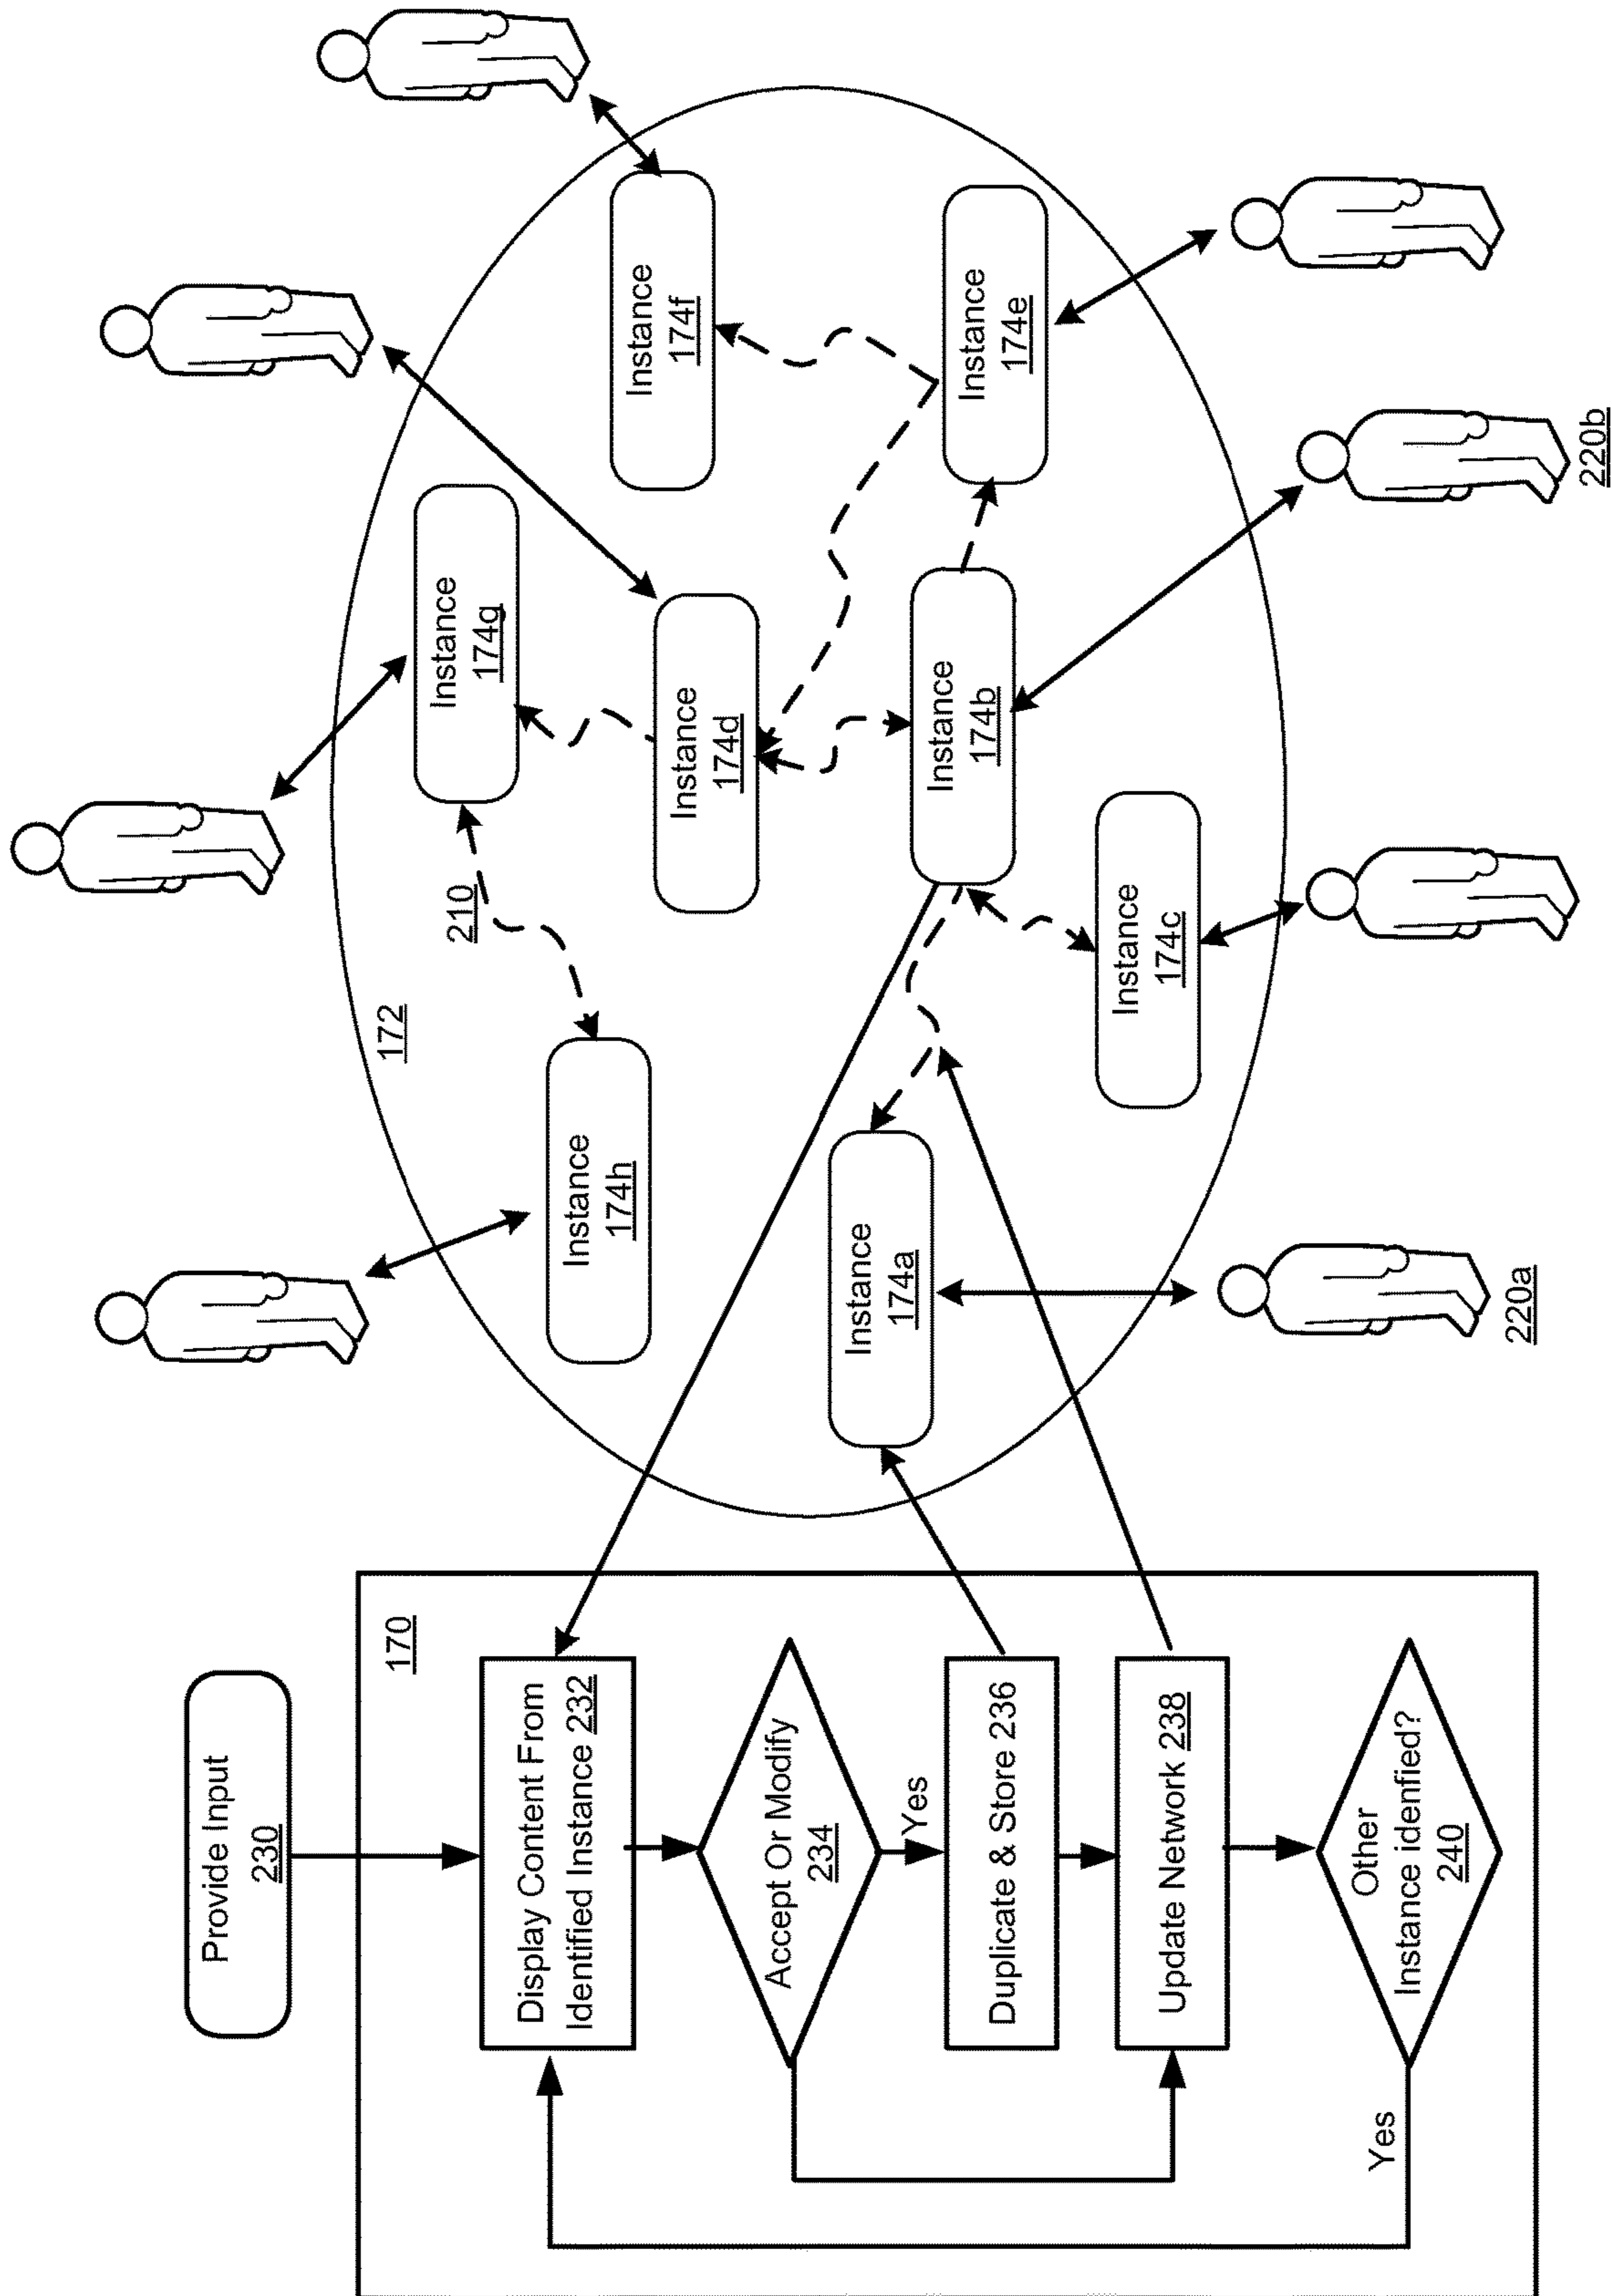 Provide Input
230
170
Display Content From
Identified Instance 232
Accept Or Modify
234
Yes
Duplicate & Store 236
Update Network 238
Other
Instance idenfied?
240
Yes
172
210
Instance
174h
Instance
174g
Instance
174d
Instance
174f
Instance
174a
Instance
174b
Instance
174e
Instance
174c
220a
220b